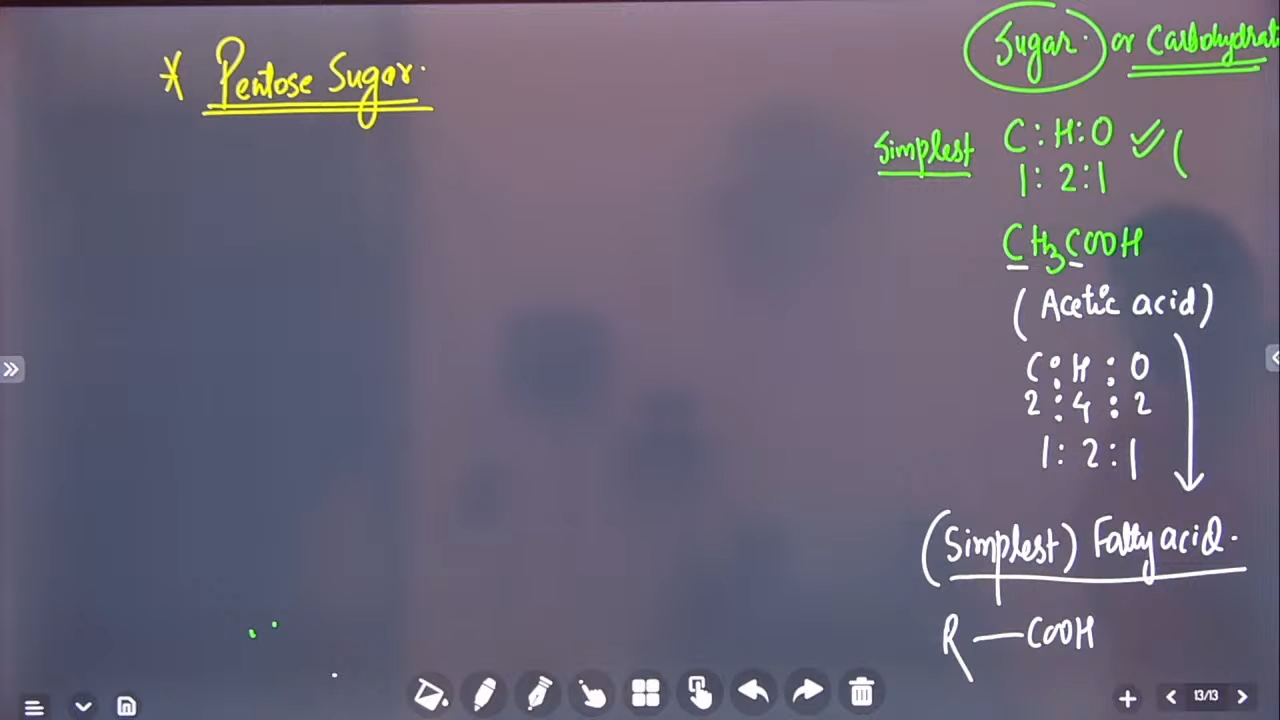 * Pentose Sugar.
Sugar. or Carbohydrat
Simplest C : H : O (
1 : 2 : 1
CH3COOH
(Acetic acid)
C : H : O
2 : 4 : 2
1 : 2 : 1
(Simplest) Fatty acid.
R — COOH
13/13